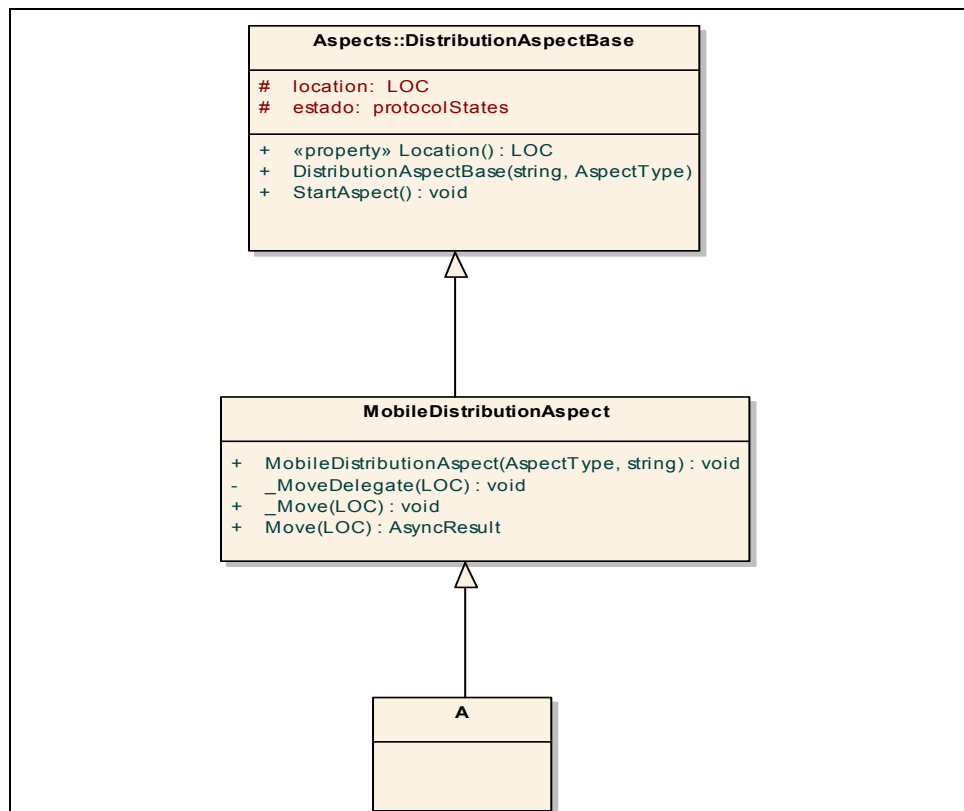 Aspects::DistributionAspectBase
# location: LOC
# estado: protocolStates
+ «property» Location() : LOC
+ DistributionAspectBase(string, AspectType)
+ StartAspect() : void
MobileDistributionAspect
+ MobileDistributionAspect(AspectType, string) : void
- _MoveDelegate(LOC) : void
+ _Move(LOC) : void
+ Move(LOC) : AsyncResult
A